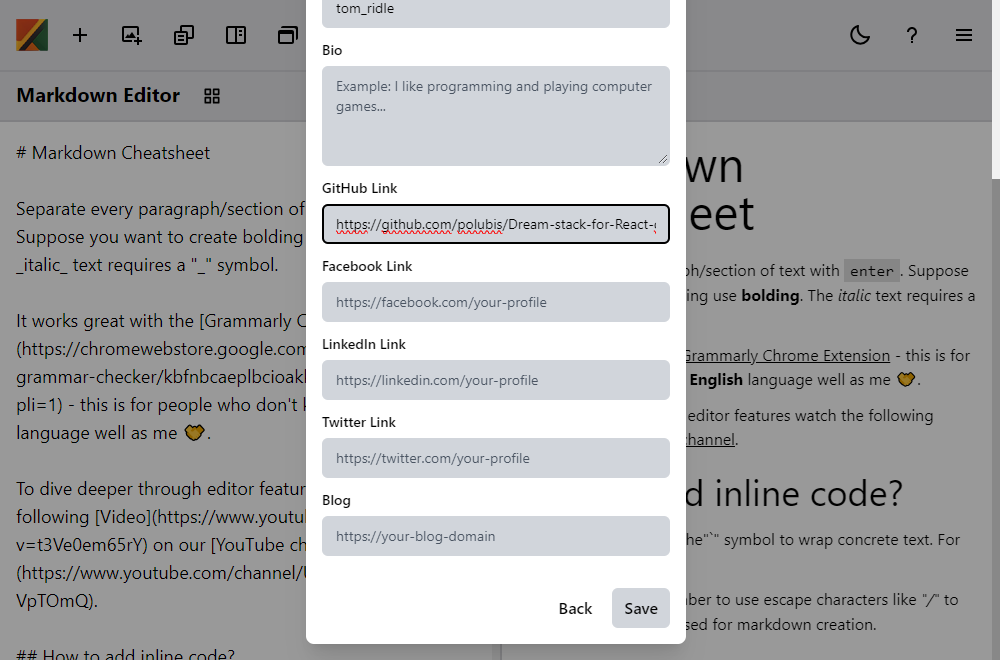 Markdown Editor
# Markdown Cheatsheet
Separate every paragraph/section of
Suppose you want to create bolding
_italic_ text requires a "_" symbol.
It works great with the [Grammarly C
(https://chromewebstore.google.com
grammar-checker/kbfnbcaeplbcioakl
pli=1) - this is for people who don't k
language well as me 🤝.
To dive deeper through editor featur
following [Video](https://www.youtu
v=t3Ve0em65rY) on our [YouTube ch
(https://www.youtube.com/channel/U
VpTOmQ).
## How to add inline code?
tom_ridle
Bio
Example: I like programming and playing computer
games...
GitHub Link
https://github.com/polubis/Dream-stack-for-React-
Facebook Link
https://facebook.com/your-profile
LinkedIn Link
https://linkedin.com/your-profile
Twitter Link
https://twitter.com/your-profile
Blog
https://your-blog-domain
Back
Save
?
wn
eet
ph/section of text with enter. Suppose
ing use bolding. The italic text requires a
Grammarly Chrome Extension - this is for
English language well as me 🤝.
editor features watch the following
channel.
d inline code?
he"`" symbol to wrap concrete text. For
ber to use escape characters like "/" to
sed for markdown creation.